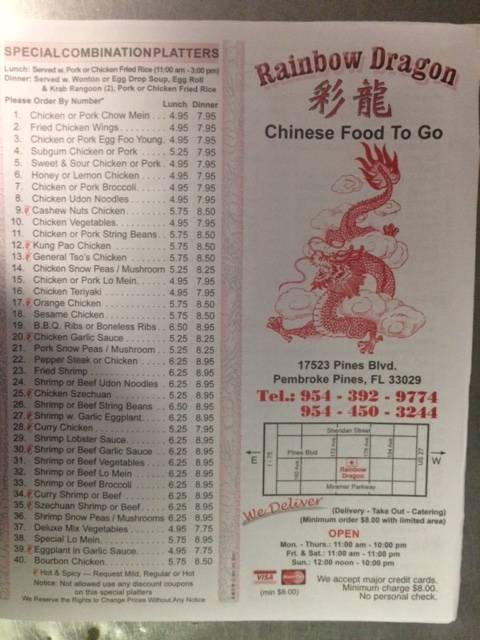 SPECIAL COMBINATION PLATTERS
Lunch: Served w. Pork or Chicken Fried Rice (11:00 am - 3:00 pm)
Dinner: Served w. Wonton or Egg Drop Soup, Egg Roll
& Krab Rangoon (2), Pork or Chicken Fried Rice
Please Order By Number* Lunch Dinner
1. Chicken or Pork Chow Mein . . . 4.95 7.95
2. Fried Chicken Wings . . . . . . . . 4.95 7.95
3. Chicken or Pork Egg Foo Young . 4.95 7.95
4. Subgum Chicken or Pork . . . . 5.25 7.95
5. Sweet & Sour Chicken or Pork . 4.95 7.95
6. Honey or Lemon Chicken . . . . 4.95 7.95
7. Chicken or Pork Broccoli . . . . . 4.95 7.95
8. Chicken Udon Noodles . . . . . . 4.95 7.95
9. Cashew Nuts Chicken . . . . . . . 5.75 8.50
10. Chicken Vegetables . . . . . . . . 4.95 7.95
11. Chicken or Pork String Beans . . 5.75 8.50
12. Kung Pao Chicken . . . . . . . . . 5.75 8.50
13. General Tso's Chicken . . . . . . 5.75 8.50
14. Chicken Snow Peas / Mushroom 5.25 8.25
15. Chicken or Pork Lo Mein . . . . . 4.95 7.95
16. Chicken Teriyaki . . . . . . . . . . 4.95 7.95
17. Orange Chicken . . . . . . . . . . 5.75 8.50
18. Sesame Chicken . . . . . . . . . . 5.75 8.50
19. B.B.Q. Ribs or Boneless Ribs . . 6.50 8.95
20. Chicken Garlic Sauce . . . . . . . 5.25 8.25
21. Pork Snow Peas / Mushroom . . 5.25 8.25
22. Pepper Steak or Chicken . . . . . 6.25 8.95
23. Fried Shrimp . . . . . . . . . . . . 6.25 8.95
24. Shrimp or Beef Udon Noodles . . 6.25 8.95
25. Chicken Szechuan . . . . . . . . . 5.25 8.95
26. Shrimp or Beef String Beans . . . 6.50 8.95
27. Shrimp w. Garlic Eggplant . . . . 6.25 8.95
28. Curry Chicken . . . . . . . . . . . 5.25 7.95
29. Shrimp Lobster Sauce . . . . . . 6.25 8.95
30. Shrimp or Beef Garlic Sauce . . 6.25 8.95
31. Shrimp or Beef Vegetables . . . . 6.25 8.95
32. Shrimp or Beef Lo Mein . . . . . . 6.25 8.95
33. Shrimp or Beef Broccoli . . . . . . 6.25 8.95
34. Curry Shrimp or Beef . . . . . . . 6.25 8.95
35. Szechuan Shrimp or Beef . . . . . 6.25 8.95
36. Shrimp Snow Peas / Mushrooms 6.25 8.95
37. Deluxe Mix Vegetables . . . . . . 4.95 7.75
38. Special Lo Mein . . . . . . . . . . 5.75 8.95
39. Eggplant in Garlic Sauce . . . . . 4.95 7.75
40. Bourbon Chicken . . . . . . . . . . 5.75 8.50
Hot & Spicy — Request Mild, Regular or Hot
Notice: Not allowed use any discount coupons
on this special platters
We Reserve the Rights to Change Prices Without Any Notice
Rainbow Dragon
彩龍
Chinese Food To Go
17523 Pines Blvd.
Pembroke Pines, FL 33029
Tel.: 954 - 392 - 9774
954 - 450 - 3244
Sheridan Street
E
I - 75
Pines Blvd
Rainbow
Dragon
Miramar Parkway
US 27
W
We Deliver
(Delivery - Take Out - Catering)
(Minimum order $8.00 with limited area)
OPEN
Mon. - Thurs.: 11:00 am - 10:00 pm
Fri. & Sat.: 11:00 am - 11:00 pm
Sun.: 12:00 noon - 10:00 pm
VISA
(min $8.00)
We accept major credit cards.
Minimum charge $8.00.
No personal check.